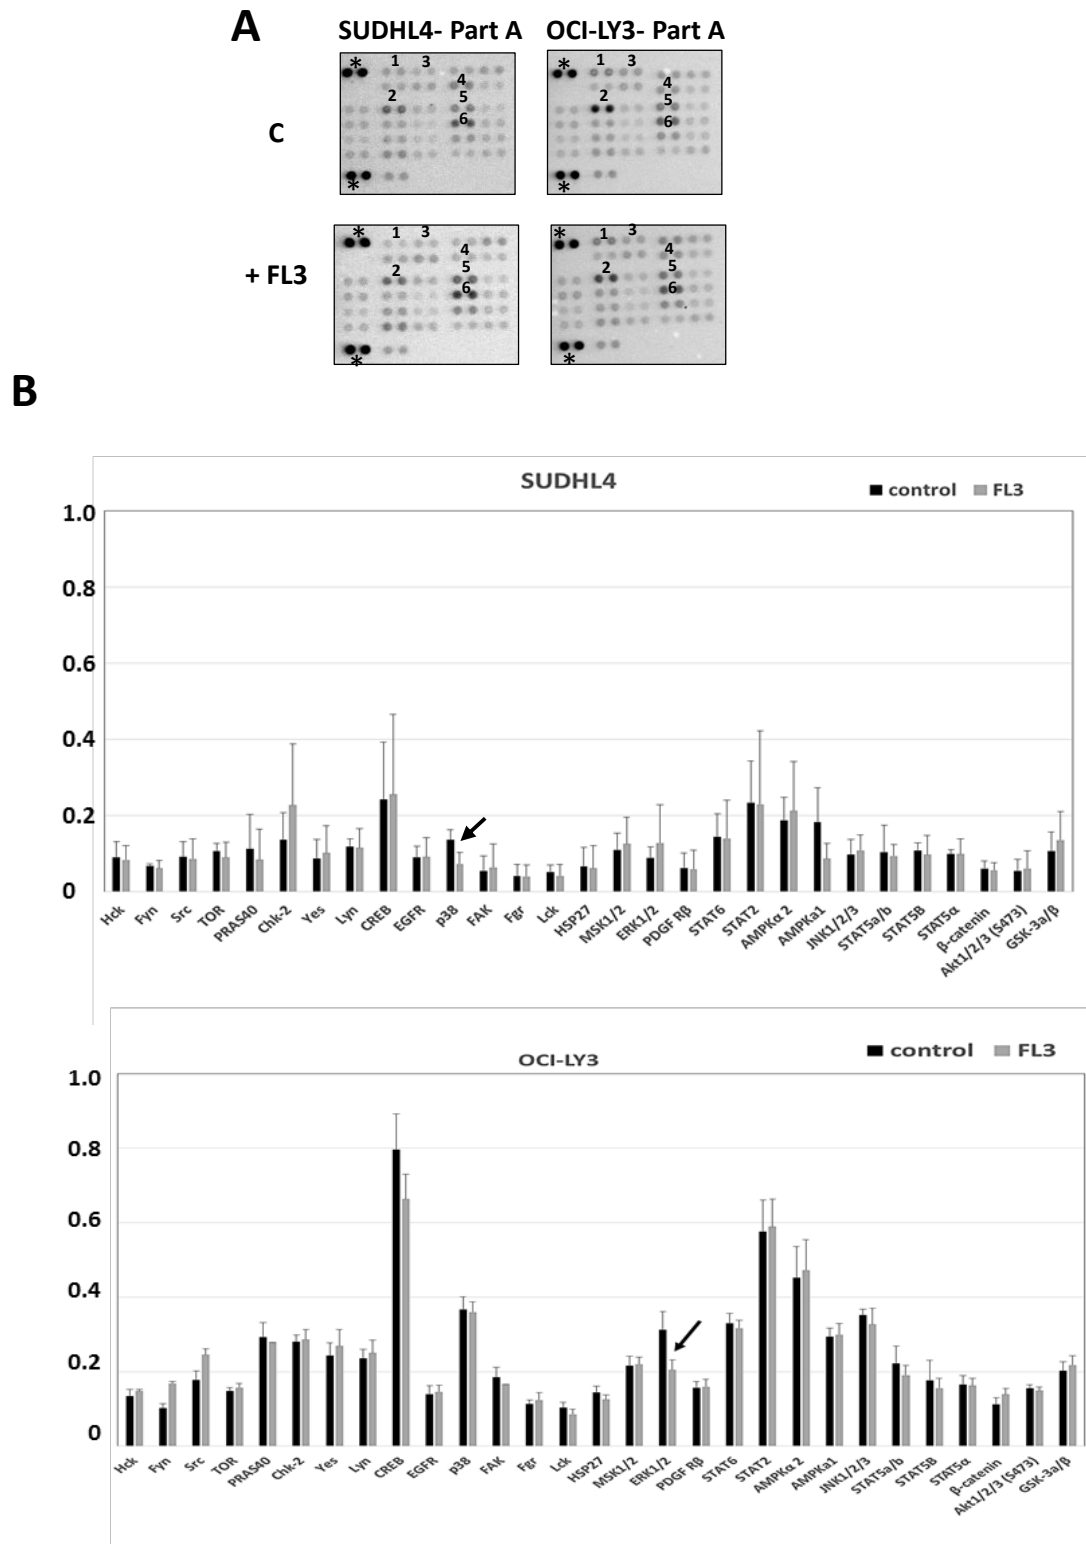 A
SUDHL4- Part A OCI-LY3- Part A
* 1 3 * 1 3
4 4
2 5 2 5
C 6 6
* *
* 1 3 * 1 3
4 4
+ FL3 2 5 2 5
6 6
* *
B
SUDHL4
control FL3
1.0
0.8
0.6
0.4
0.2
0
Hck Fyn Src TOR PRAS40 Chk-2 Yes Lyn CREB EGFR p38 FAK Fgr Lck HSP27 MSK1/2 ERK1/2 PDGF Rβ STAT6 STAT2 AMPKα 2 AMPKa1 JNK1/2/3 STAT5a/b STAT5B STAT5α β-catenin Akt1/2/3 (S473) GSK-3a/β
OCI-LY3
control FL3
1.0
0.8
0.6
0.4
0.2
0
Hck Fyn Src TOR PRAS40 Chk-2 Yes Lyn CREB EGFR p38 FAK Fgr Lck HSP27 MSK1/2 ERK1/2 PDGF Rβ STAT6 STAT2 AMPKα 2 AMPKa1 JNK1/2/3 STAT5a/b STAT5B STAT5α β-catenin Akt1/2/3 (S473) GSK-3a/β